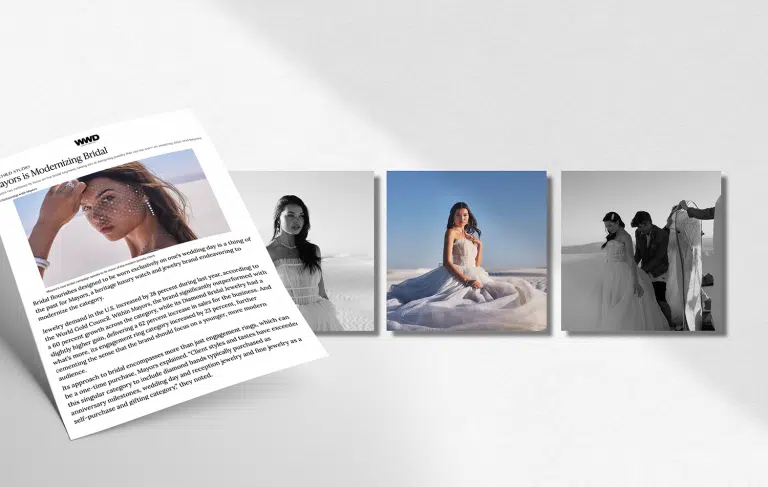 WWD
Mayors is Modernizing Bridal
Bridal flourishes designed to be worn exclusively on one's wedding day is a thing of
the past for Mayors, a heritage luxury watch and jewelry brand endeavoring to
modernize the category.
Jewelry demand in the U.S. increased by 28 percent during last year, according to
the World Gold Council. Within Mayors, the brand significantly outperformed with
a 60 percent growth across the category, while its Diamond Bridal Jewelry had a
slightly higher gain, delivering a 62 percent increase in sales for the business. And
what's more, its engagement ring category increased by 23 percent, further
cementing the sense that the brand should focus on a younger, more modern
audience.
Its approach to bridal encompasses more than just engagement rings, which can
be a one-time purchase. Mayors explained. "Client styles and tastes have exceeder
this singular category to include diamond bands typically purchased as
anniversary milestones, wedding day and reception jewelry and fine jewelry as a
self-purchase and gifting category," they noted.